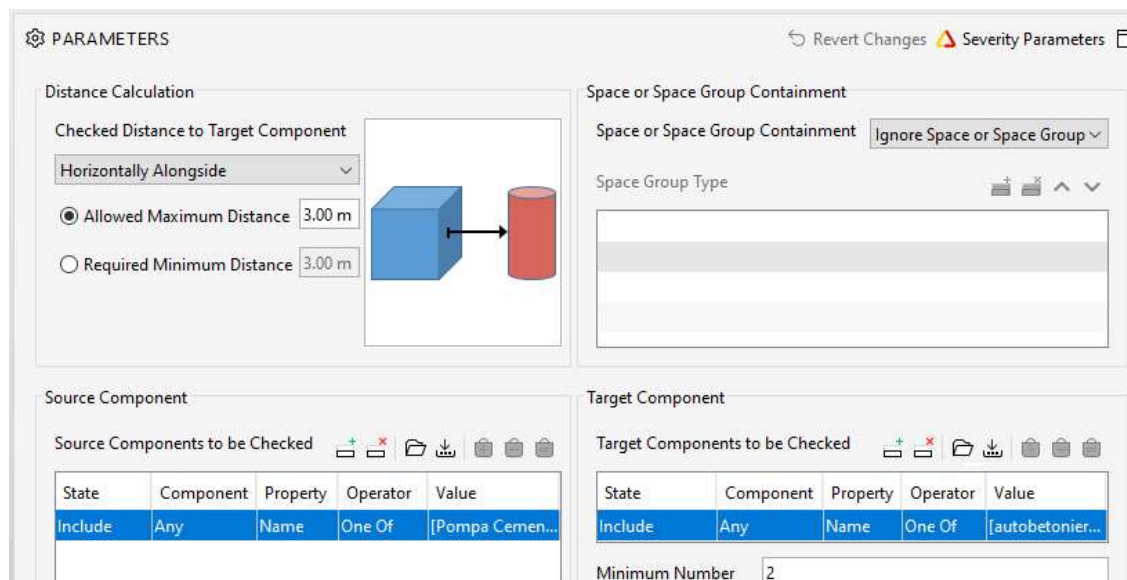 PARAMETERS
Revert Changes Severity Parameters
Distance Calculation
Checked Distance to Target Component
Horizontally Alongside
Allowed Maximum Distance 3.00 m
Required Minimum Distance 3.00 m
Space or Space Group Containment
Space or Space Group Containment Ignore Space or Space Group
Space Group Type
Source Component
Source Components to be Checked
State Component Property Operator Value
Include Any Name One Of [Pompa Cemen...
Target Component
Target Components to be Checked
State Component Property Operator Value
Include Any Name One Of [autobetonier...
Minimum Number 2